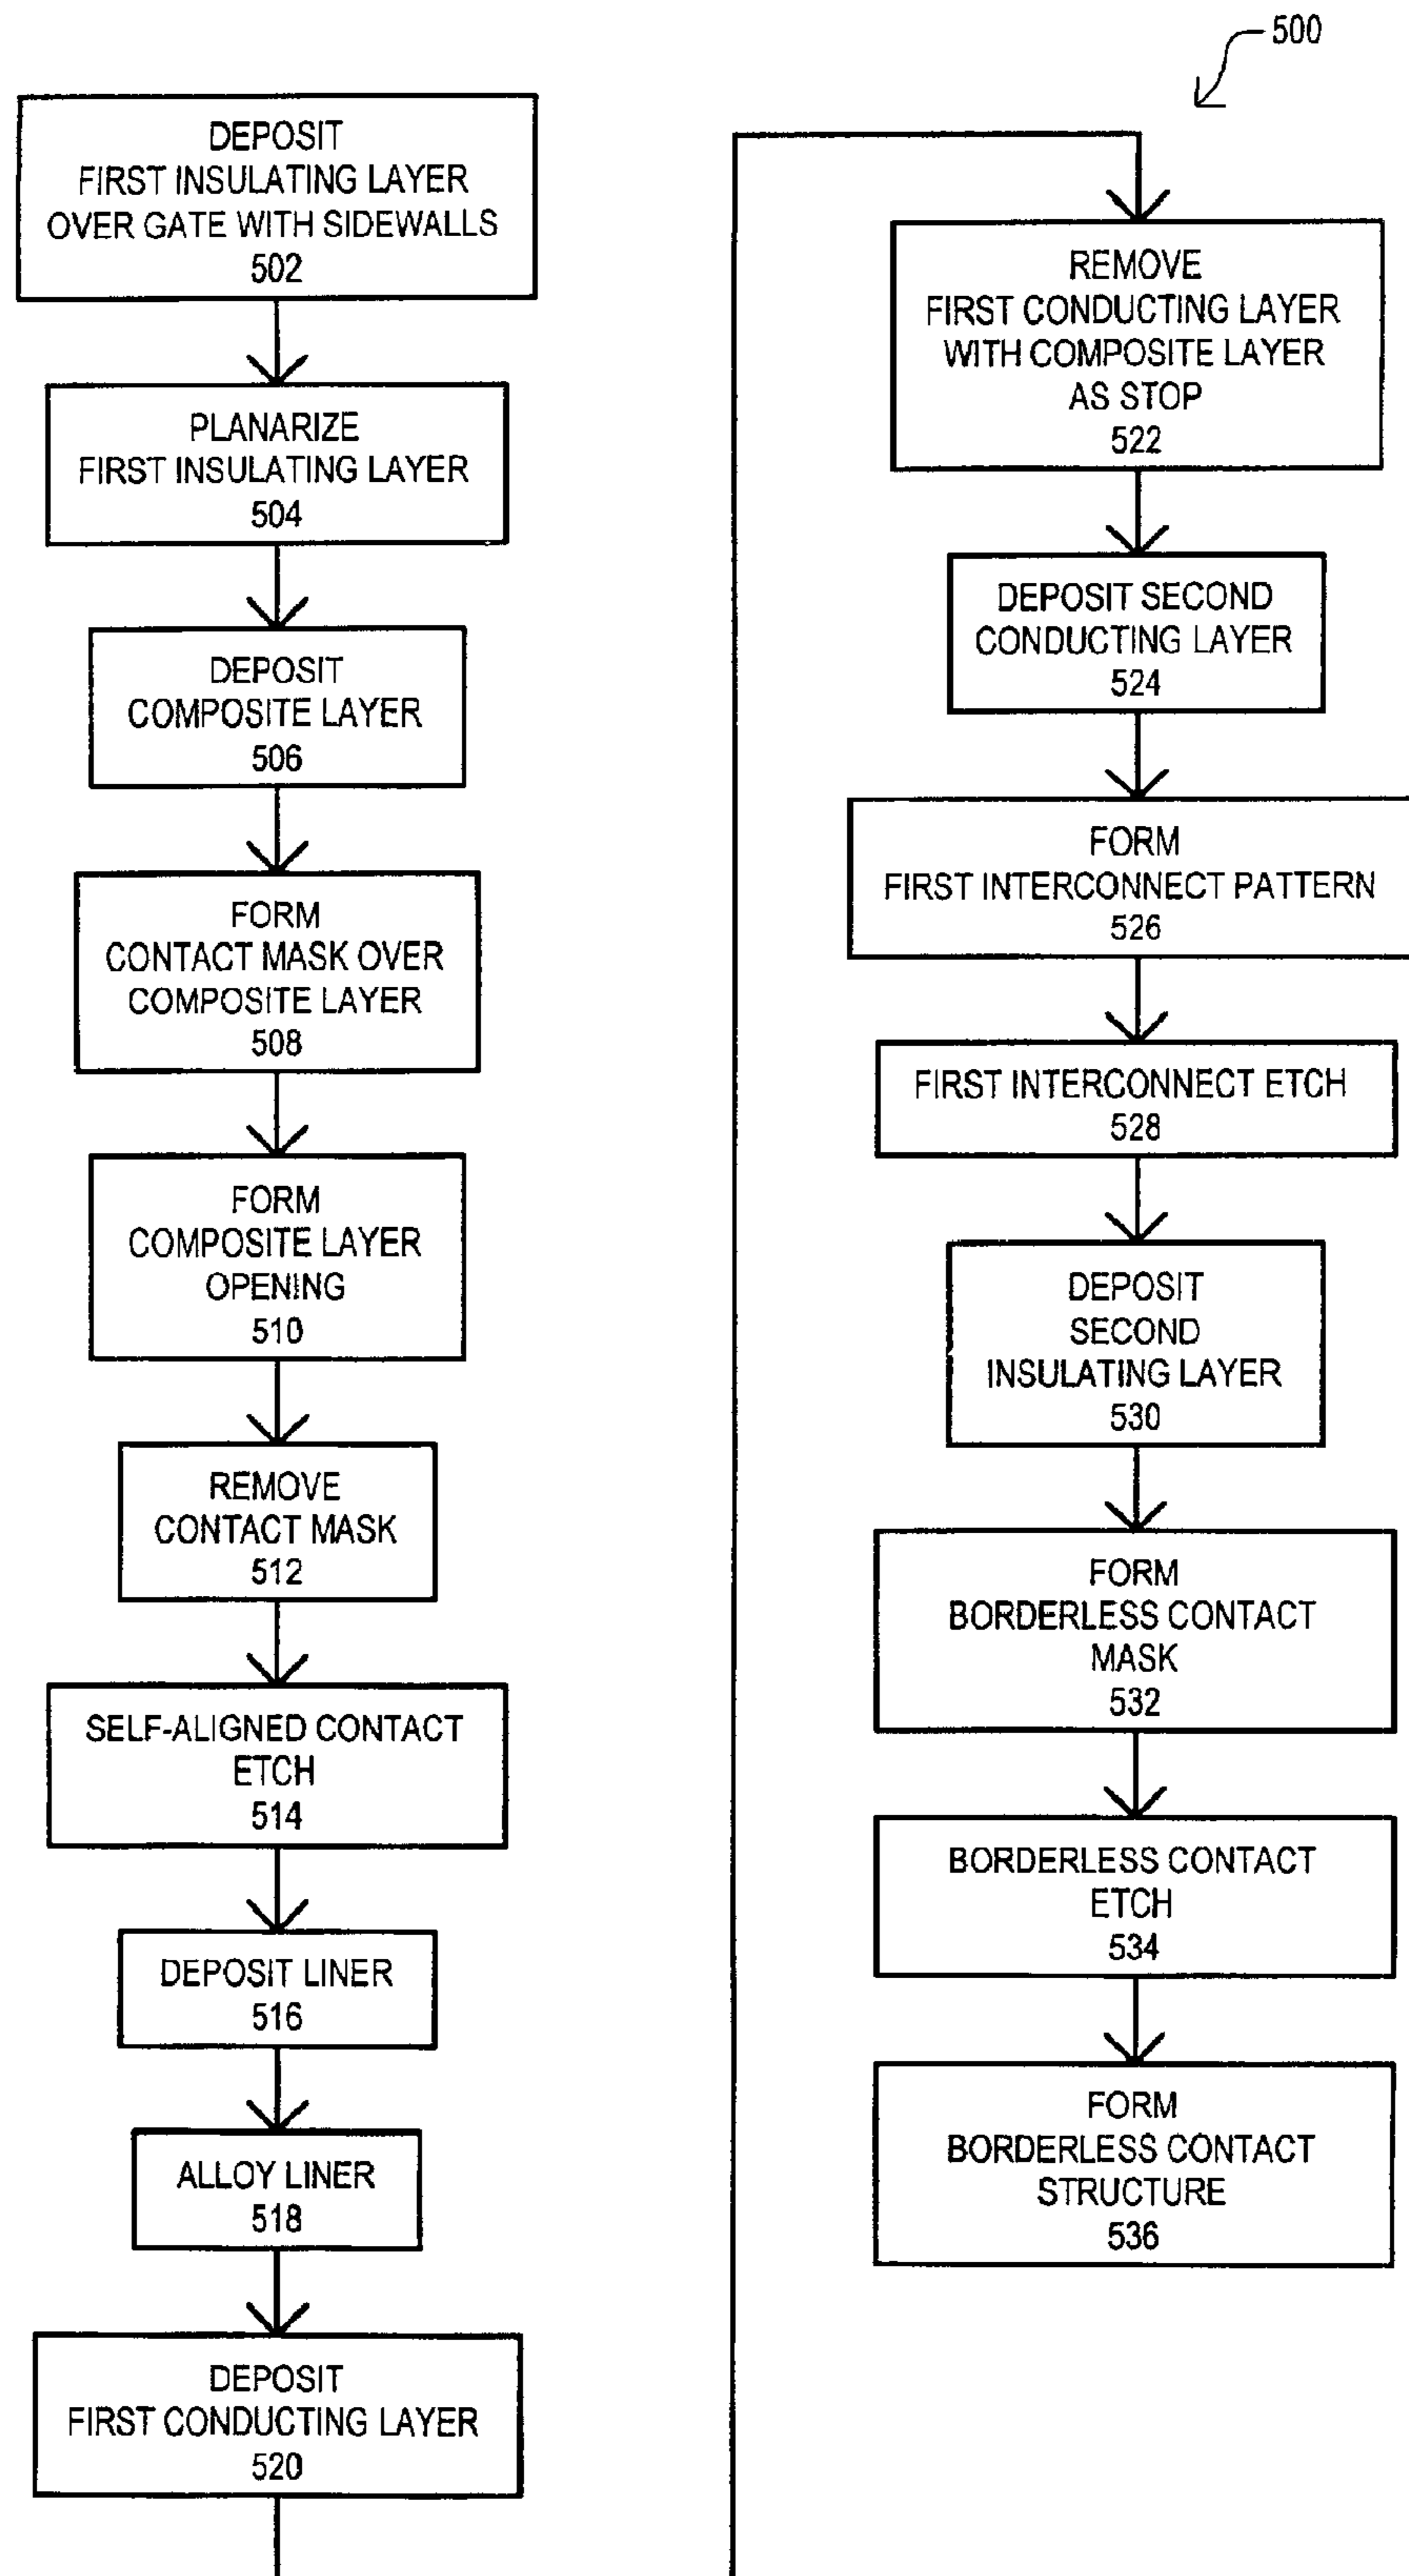 500
DEPOSIT
FIRST INSULATING LAYER
OVER GATE WITH SIDEWALLS
502
PLANARIZE
FIRST INSULATING LAYER
504
DEPOSIT
COMPOSITE LAYER
506
FORM
CONTACT MASK OVER
COMPOSITE LAYER
508
FORM
COMPOSITE LAYER
OPENING
510
REMOVE
CONTACT MASK
512
SELF-ALIGNED CONTACT
ETCH
514
DEPOSIT LINER
516
ALLOY LINER
518
DEPOSIT
FIRST CONDUCTING LAYER
520
REMOVE
FIRST CONDUCTING LAYER
WITH COMPOSITE LAYER
AS STOP
522
DEPOSIT SECOND
CONDUCTING LAYER
524
FORM
FIRST INTERCONNECT PATTERN
526
FIRST INTERCONNECT ETCH
528
DEPOSIT
SECOND
INSULATING LAYER
530
FORM
BORDERLESS CONTACT
MASK
532
BORDERLESS CONTACT
ETCH
534
FORM
BORDERLESS CONTACT
STRUCTURE
536